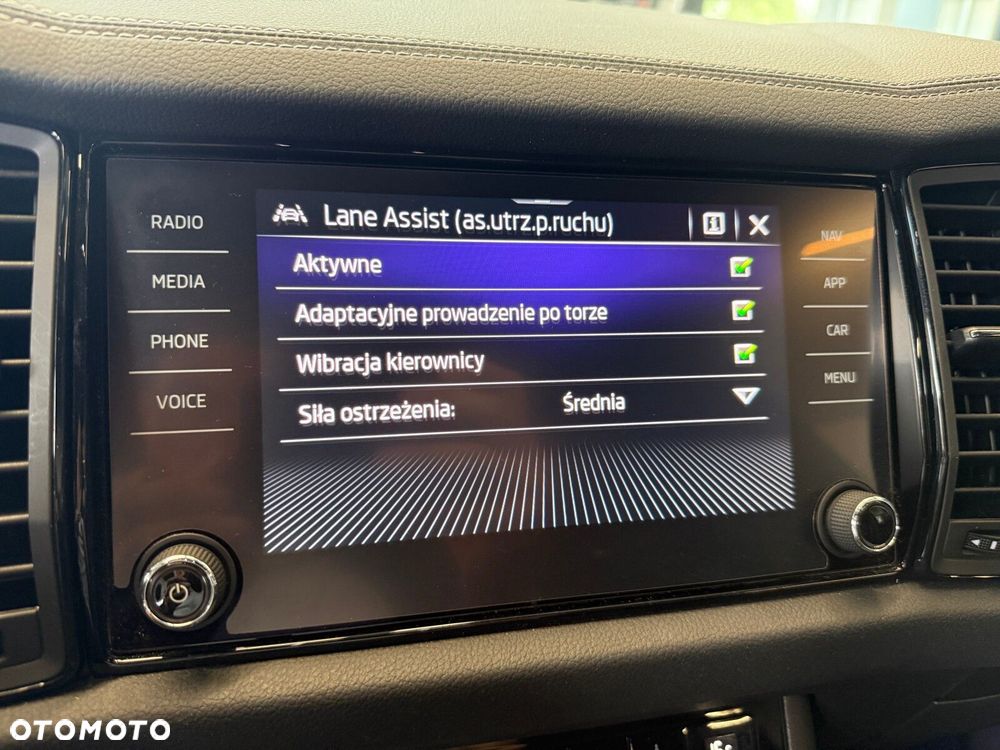 Lane Assist (as.utrz.p.ruchu)
RADIO
MEDIA
PHONE
VOICE
Aktywne
Adaptacyjne prowadzenie po torze
Wibracja kierownicy
Siła ostrzeżenia: Średnia
NAV
APP
CAR
MENU
OTOMOTO